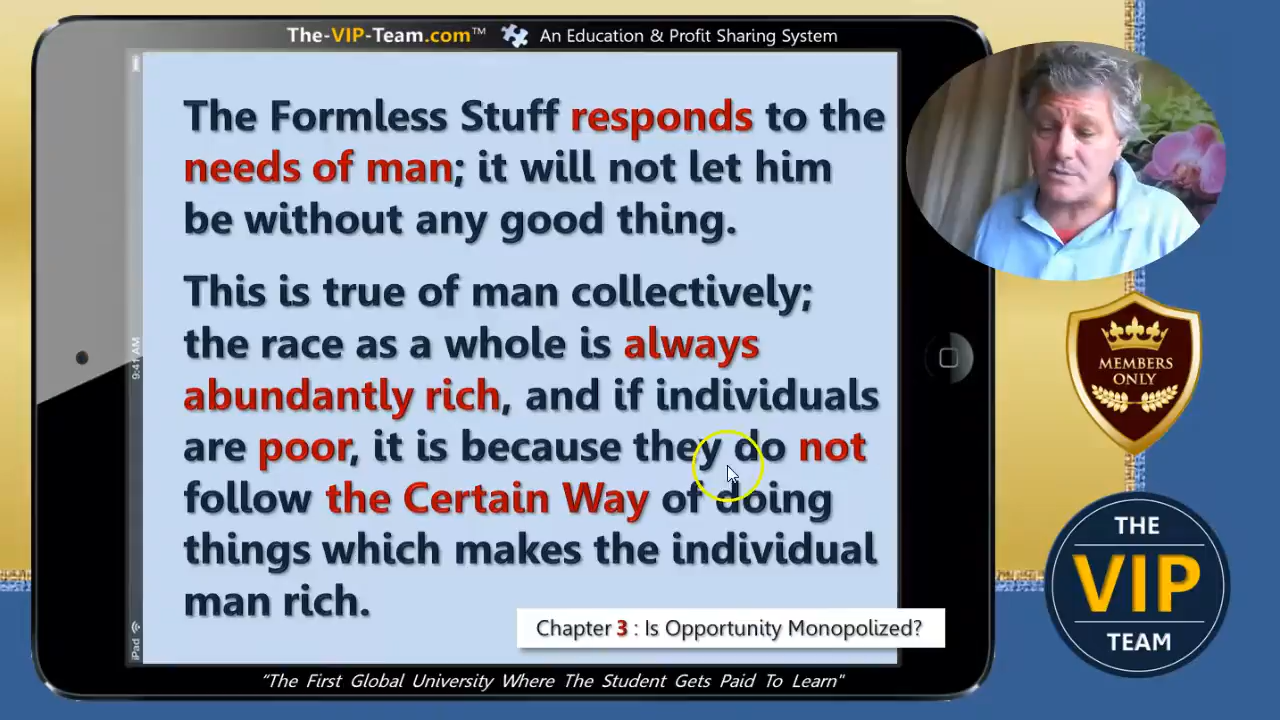 The-VIP-Team.com™ An Education & Profit Sharing System
The Formless Stuff responds to the
needs of man; it will not let him
be without any good thing.
This is true of man collectively;
the race as a whole is always
abundantly rich, and if individuals
are poor, it is because they do not
follow the Certain Way of doing
things which makes the individual
man rich.
Chapter 3 : Is Opportunity Monopolized?
"The First Global University Where The Student Gets Paid To Learn"
9:41 AM
iPad
MEMBERS
ONLY
THE
VIP
TEAM